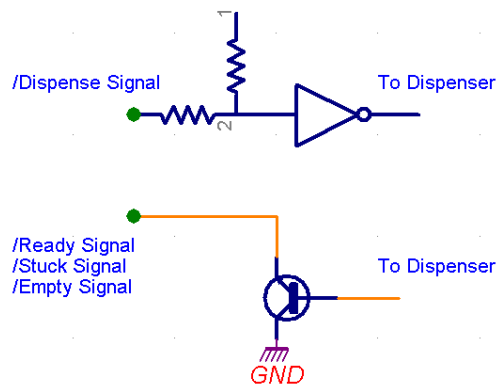 1
/Dispense Signal
To Dispenser
2
/Ready Signal
/Stuck Signal
/Empty Signal
To Dispenser
GND